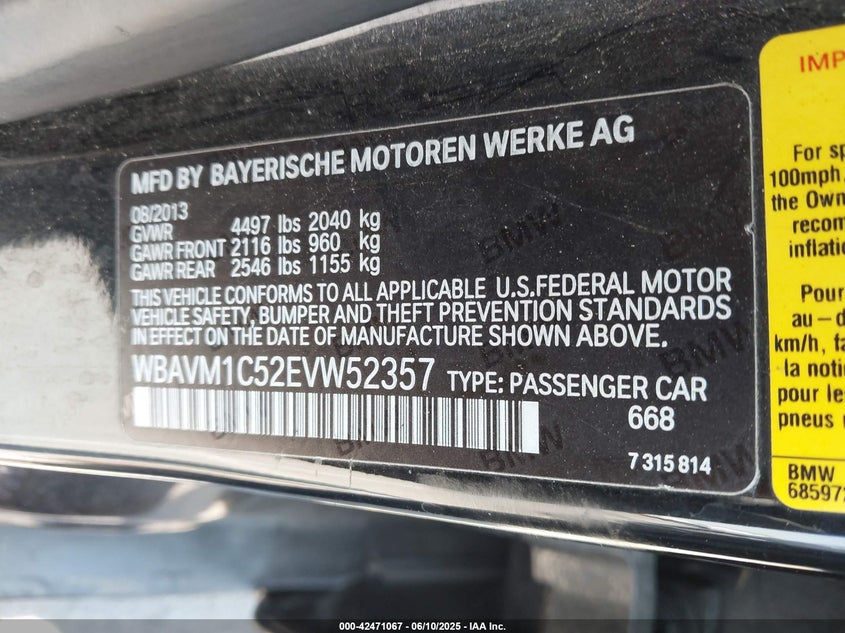 MFD BY BAYERISCHE MOTOREN WERKE AG
08/2013
GVWR 4497 lbs 2040 kg
GAWR FRONT 2116 lbs 960 kg
GAWR REAR 2546 lbs 1155 kg
THIS VEHICLE CONFORMS TO ALL APPLICABLE U.S.FEDERAL MOTOR
VEHICLE SAFETY, BUMPER AND THEFT PREVENTION STANDARDS
IN EFFECT ON THE DATE OF MANUFACTURE SHOWN ABOVE.
WBAVM1C52EVW52357 TYPE: PASSENGER CAR
668
7 315 814
IMP
For sp
100mph,
the Own
recom
inflati
Pour
au-d
km/h, fa
la notic
pour le
pneus
BMW
68597
000-42471067 - 06/10/2025 - IAA Inc.